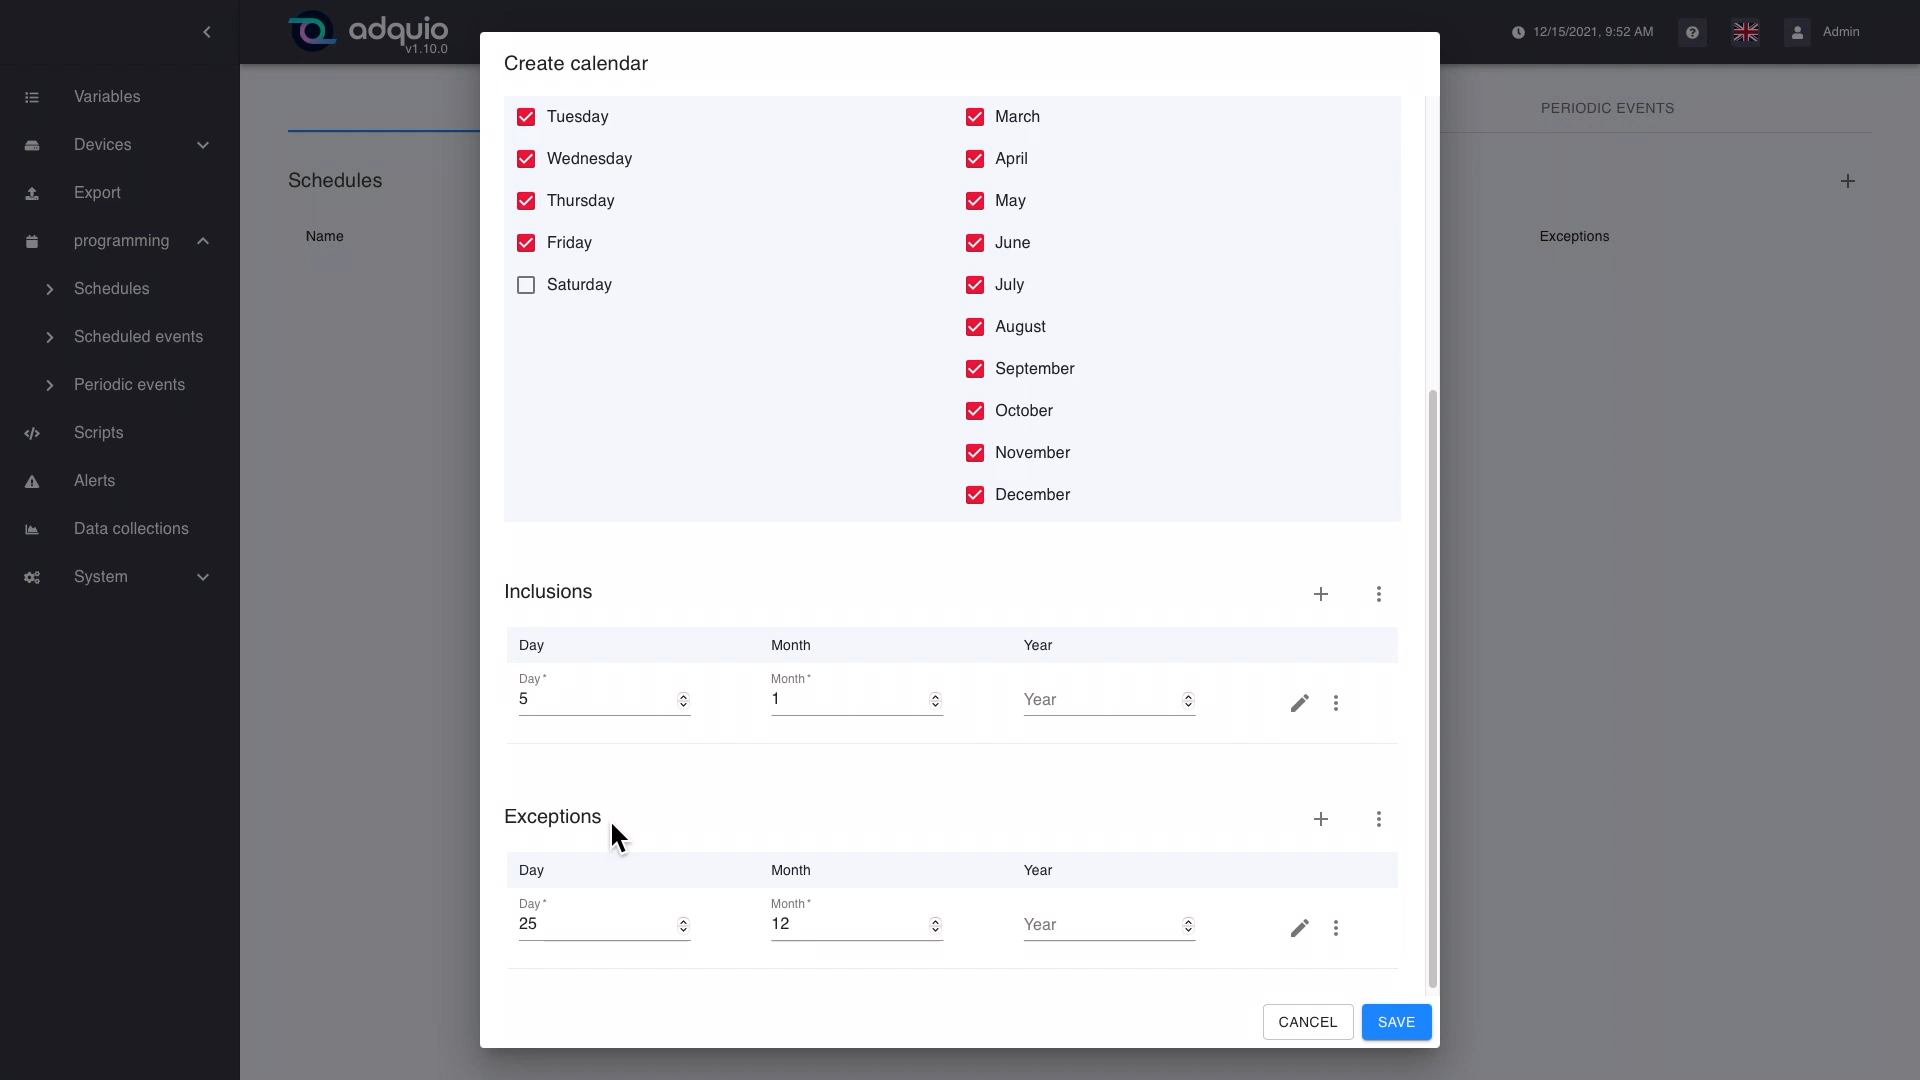 adquio
v1.10.0
12/15/2021, 9:52 AM
Admin
Variables
Devices
Export
programming
Schedules
Scheduled events
Periodic events
Scripts
Alerts
Data collections
System
Schedules
Name
PERIODIC EVENTS
Exceptions
Create calendar
Tuesday
Wednesday
Thursday
Friday
Saturday
March
April
May
June
July
August
September
October
November
December
Inclusions
Day Month Year
Day* Month*
5 1 Year
Exceptions
Day Month Year
Day* Month*
25 12 Year
CANCEL SAVE